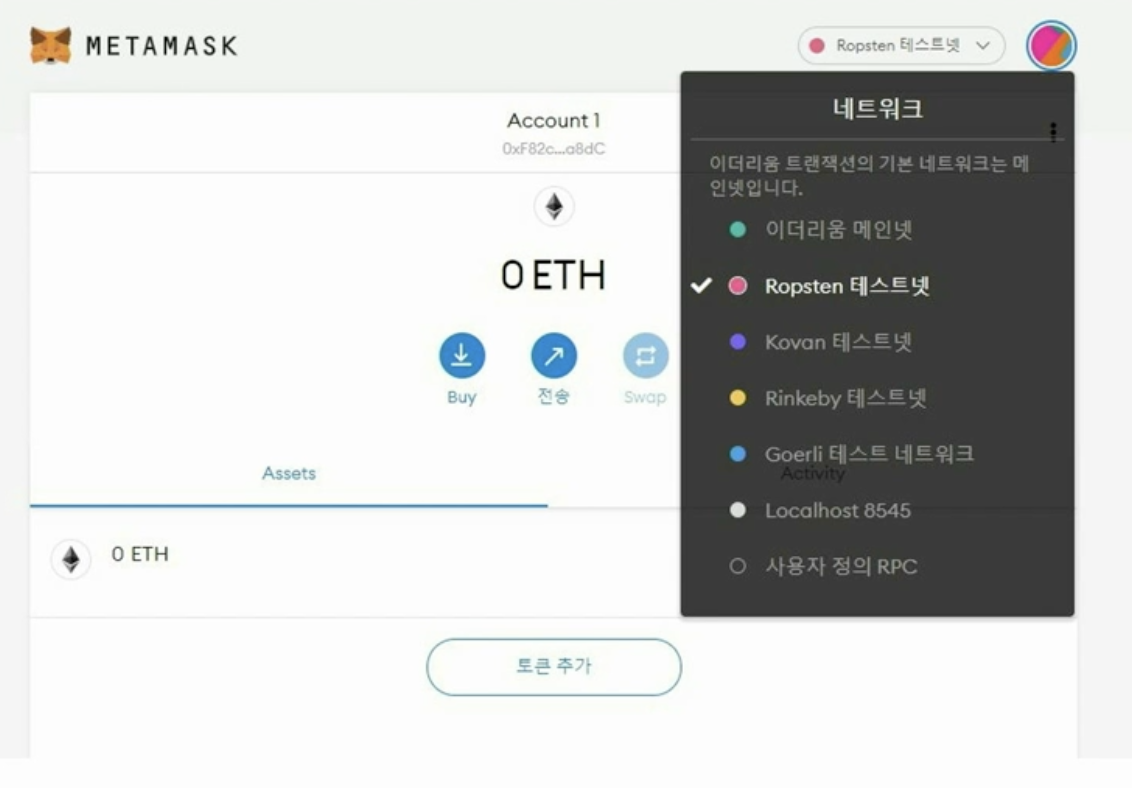 METAMASK
Ropsten 테스트넷
Account 1
0xF82c...a8dC
0 ETH
Buy
전송
Swap
Assets
Activity
0 ETH
토큰 추가
네트워크
이더리움 트랜잭션의 기본 네트워크는 메
인넷입니다.
이더리움 메인넷
Ropsten 테스트넷
Kovan 테스트넷
Rinkeby 테스트넷
Goerli 테스트 네트워크
Localhost 8545
사용자 정의 RPC